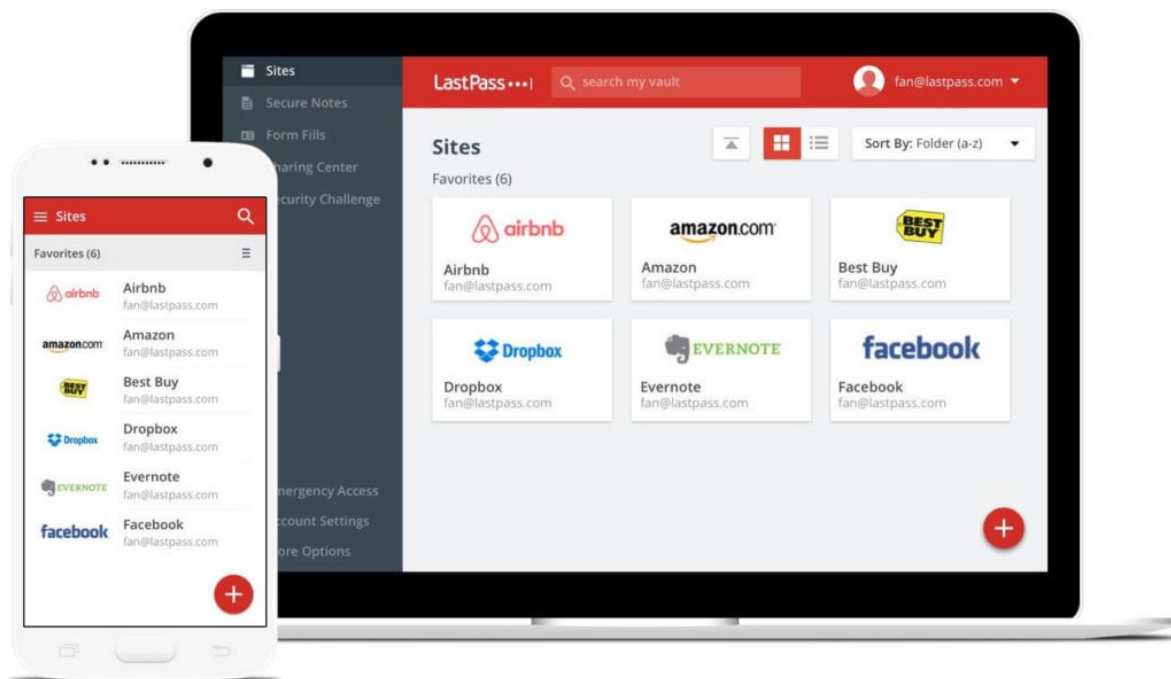 Sites
Secure Notes
Form Fills
haring Center
ecurity Challenge
mergency Access
ccount Settings
ore Options
LastPass
search my vault
fan@lastpass.com
Sites
Sort By: Folder (a-z)
Favorites (6)
airbnb
Airbnb
fan@lastpass.com
amazon.com
Amazon
fan@lastpass.com
BEST
BUY
Best Buy
fan@lastpass.com
Dropbox
Dropbox
fan@lastpass.com
EVERNOTE
Evernote
fan@lastpass.com
facebook
Facebook
fan@lastpass.com
Sites
Favorites (6)
airbnb
Airbnb
fan@lastpass.com
amazon.com
Amazon
fan@lastpass.com
BEST
BUY
Best Buy
fan@lastpass.com
Dropbox
Dropbox
fan@lastpass.com
EVERNOTE
Evernote
fan@lastpass.com
facebook
Facebook
fan@lastpass.com